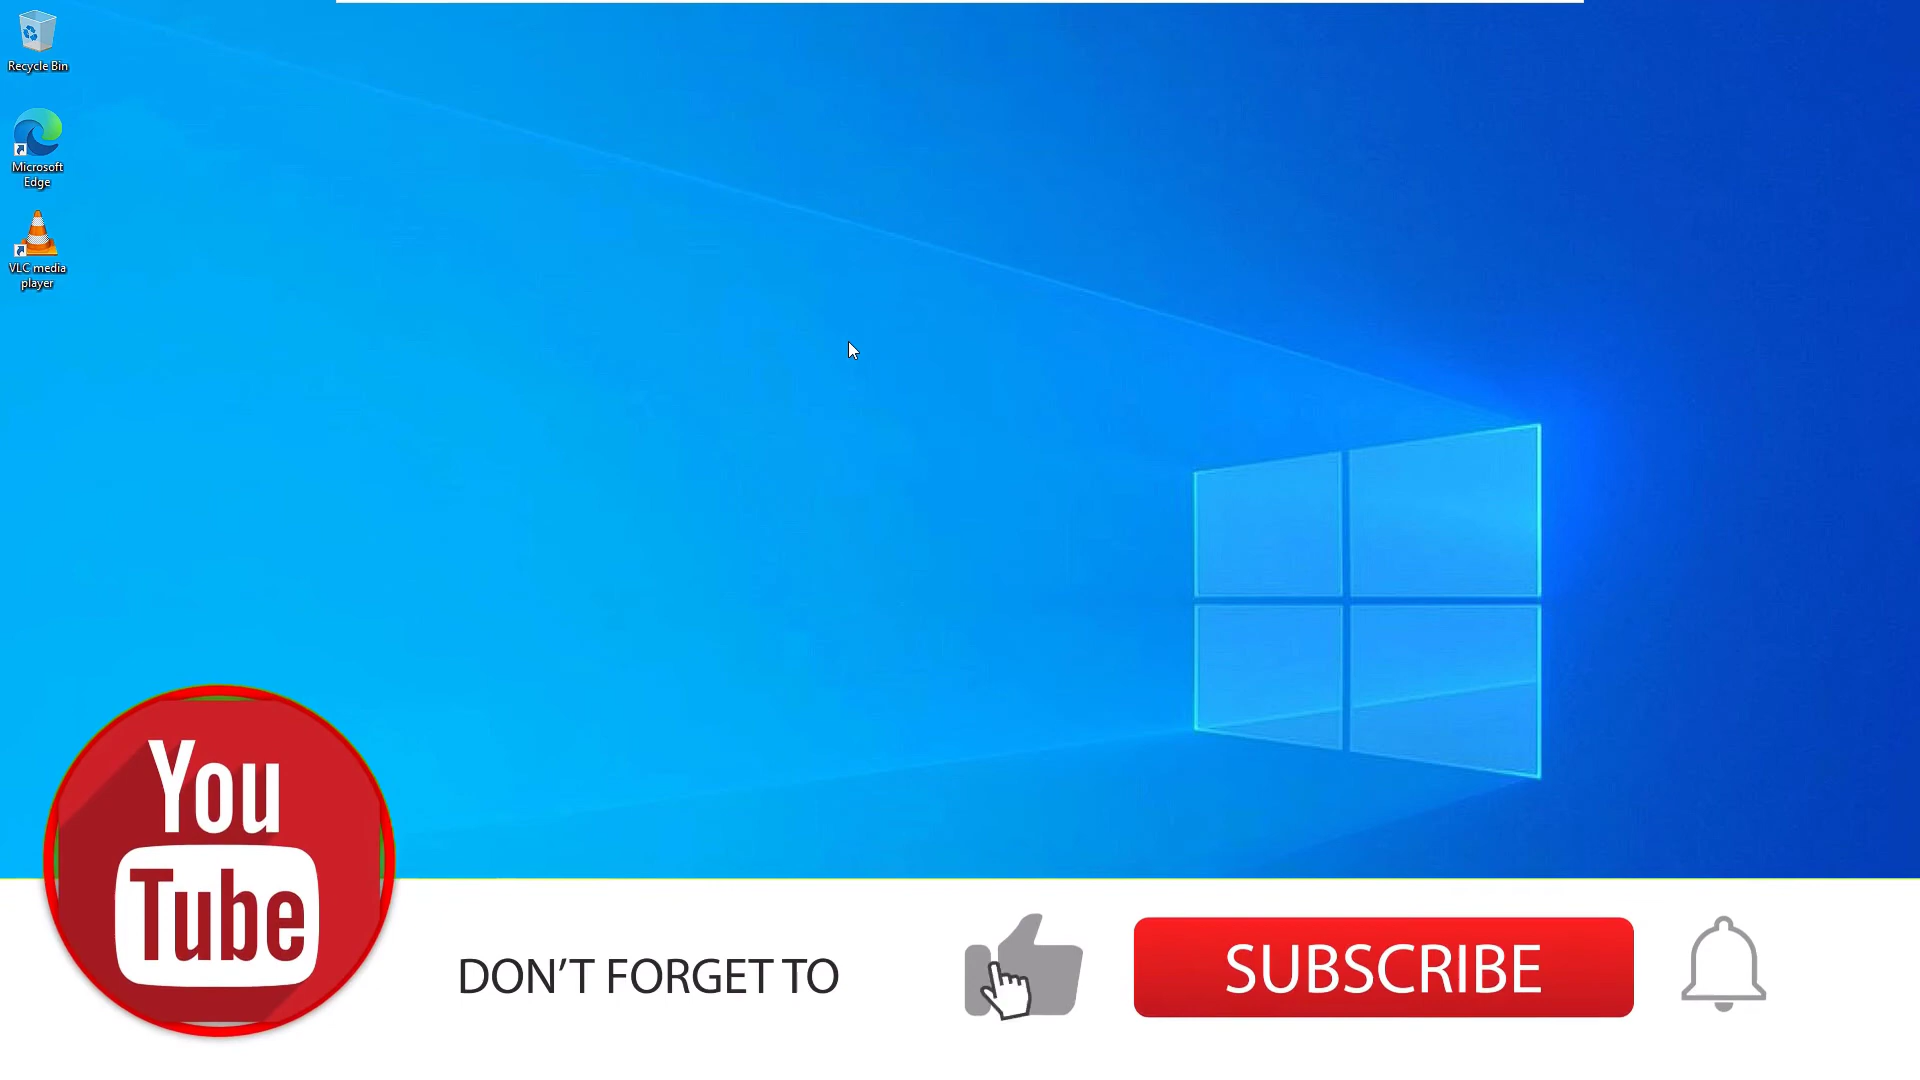 Recycle Bin
Microsoft
Edge
VLC media
player
You
Tube
DON'T FORGET TO
SUBSCRIBE